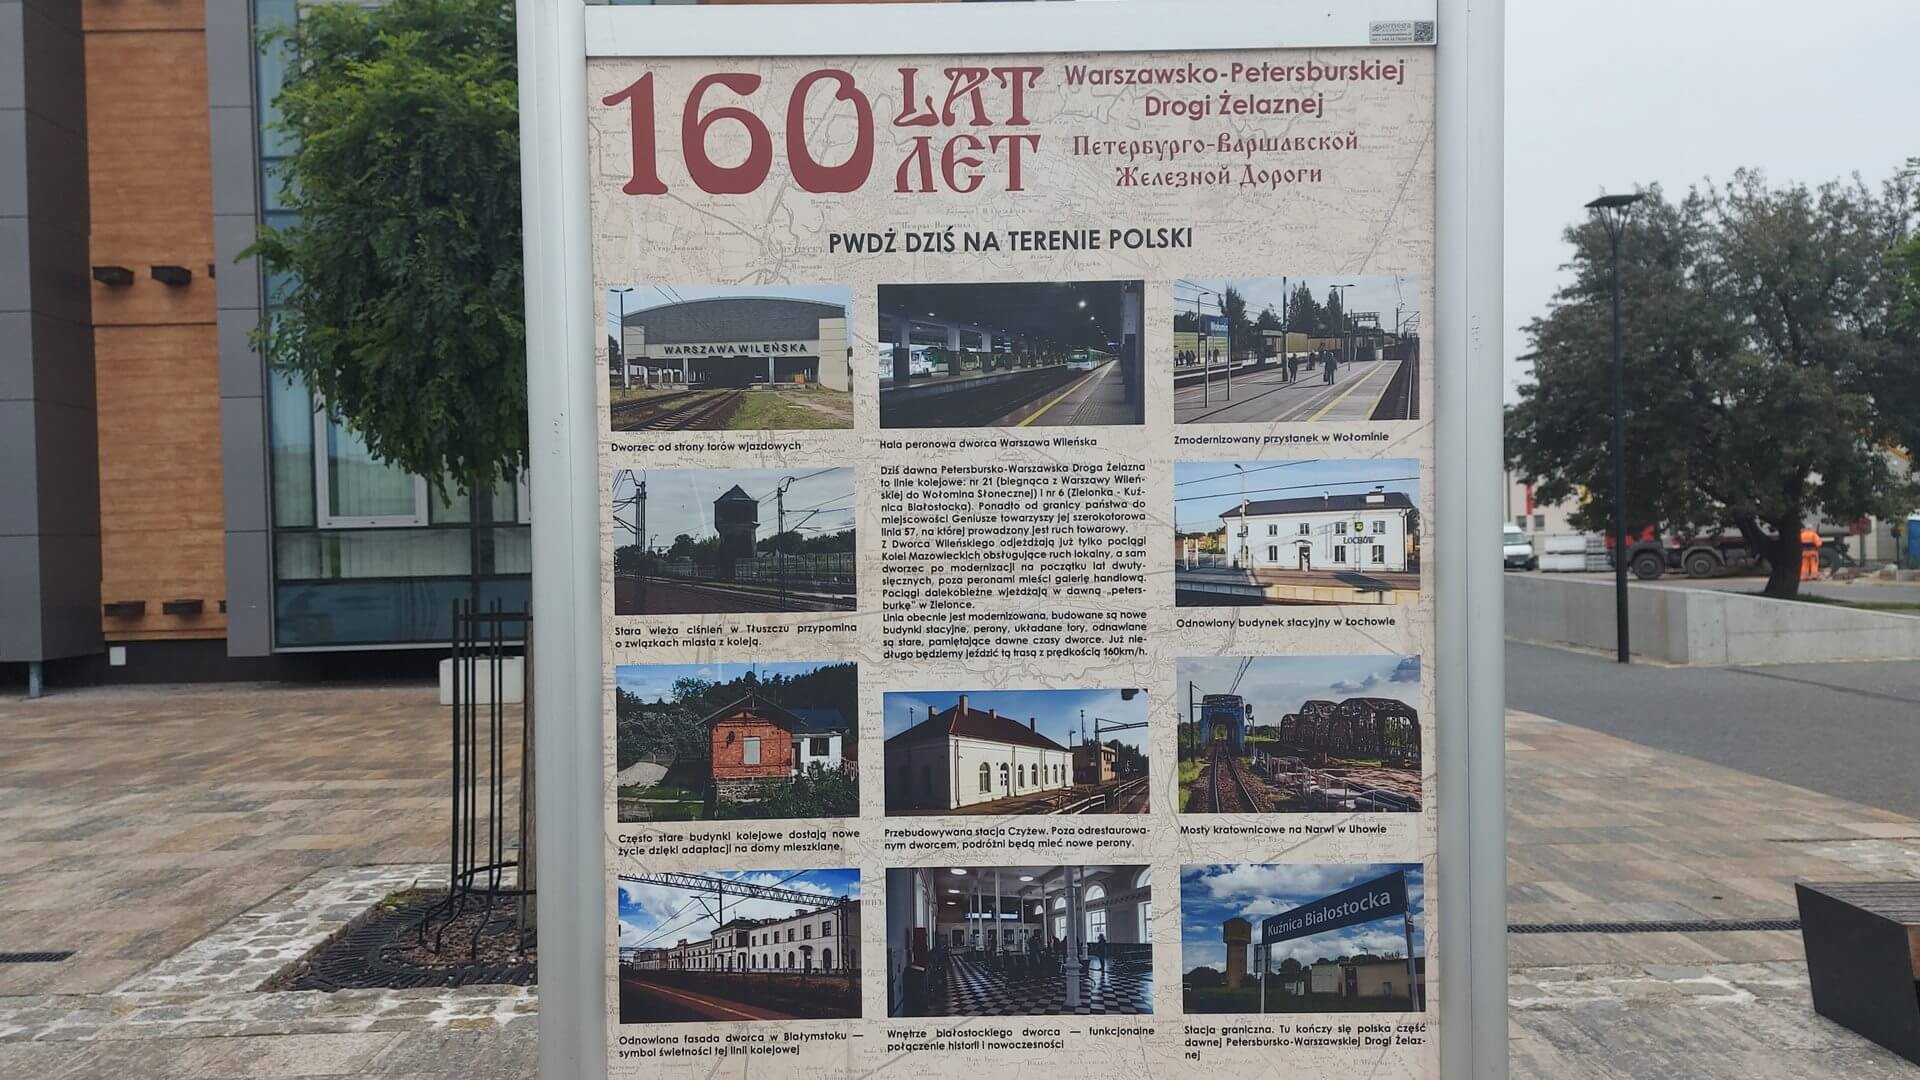 160 LAT
ЛЕТ
Warszawsko-Petersburskiej
Drogi Żelaznej
Петербурго-Варшавской
Железной Дороги
PWDŻ DZIŚ NA TERENIE POLSKI
WARSZAWA WILEŃSKA
Dworzec od strony torów wjazdowych
Hala peronowa dworca Warszawa Wileńska
Wołomin
Zmodernizowany przystanek w Wołominie
Stara wieża ciśnień w Tłuszczu przypomina
o związkach miasta z koleją.
Dziś dawna Petersbursko-Warszawska Droga Żelazna
to linie kolejowe: nr 21 (biegnąca z Warszawy Wileń-
skiej do Wołomina Słonecznej) i nr 6 (Zielonka - Kuź-
nica Białostocka). Ponadto od granicy państwa do
miejscowości Geniusze towarzyszy jej szerokotorowa
linia 57, na której prowadzony jest ruch towarowy.
Z Dworca Wileńskiego odjeżdżają już tylko pociągi
Kolei Mazowieckich obsługujące ruch lokalny, a sam
dworzec po modernizacji na początku lat dwuty-
sięcznych, poza peronami mieści galerię handlową.
Pociągi dalekobieżne wjeżdżają w dawną „peters-
burkę" w Zielonce.
Linia obecnie jest modernizowana, budowane są nowe
budynki stacyjne, perony, układane tory, odnawiane
są stare, pamiętające dawne czasy dworce. Już nie-
długo będziemy jeździć tą trasą z prędkością 160km/h.
ŁOCHÓW
Odnowiony budynek stacyjny w Łochowie
Często stare budynki kolejowe dostają nowe
życie dzięki adaptacji na domy mieszklane.
Przebudowywana stacja Czyżew. Poza odrestaurowa-
nym dworcem, podróżni będą mieć nowe perony.
Mosty kratownicowe na Narwi w Uhowie
Odnowiona fasada dworca w Białymstoku —
symbol świetności tej linii kolejowej
Wnętrze białostockiego dworca — funkcjonalne
połączenie historii i nowoczesności
Kuźnica Białostocka
Stacja graniczna. Tu kończy się polska część
dawnej Petersbursko-Warszawskiej Drogi Żelaz-
nej